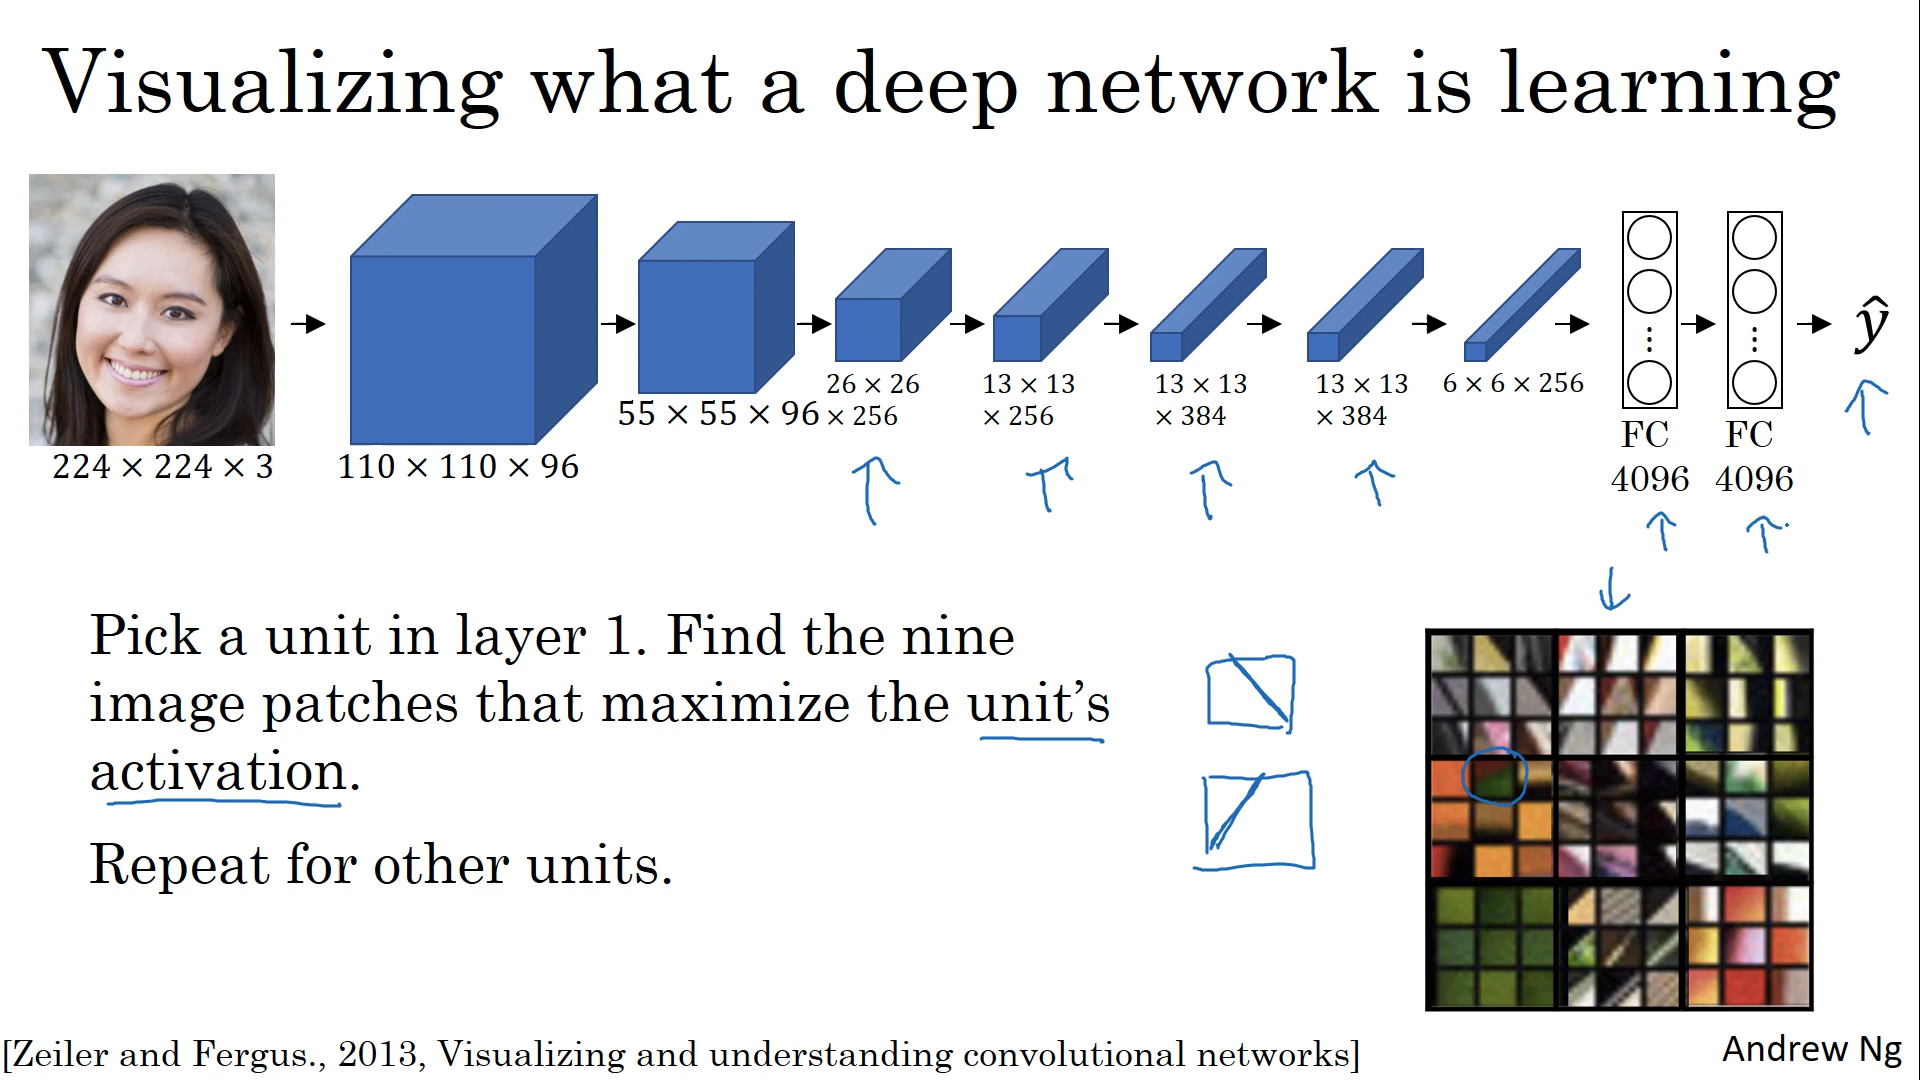 Visualizing what a deep network is learning
224 × 224 × 3
110 × 110 × 96
55 × 55 × 96
26 × 26
× 256
13 × 13
× 256
13 × 13
× 384
13 × 13
× 384
6 × 6 × 256
FC
4096
FC
4096
ŷ
Pick a unit in layer 1. Find the nine
image patches that maximize the unit’s
activation.
Repeat for other units.
[Zeiler and Fergus., 2013, Visualizing and understanding convolutional networks]
Andrew Ng